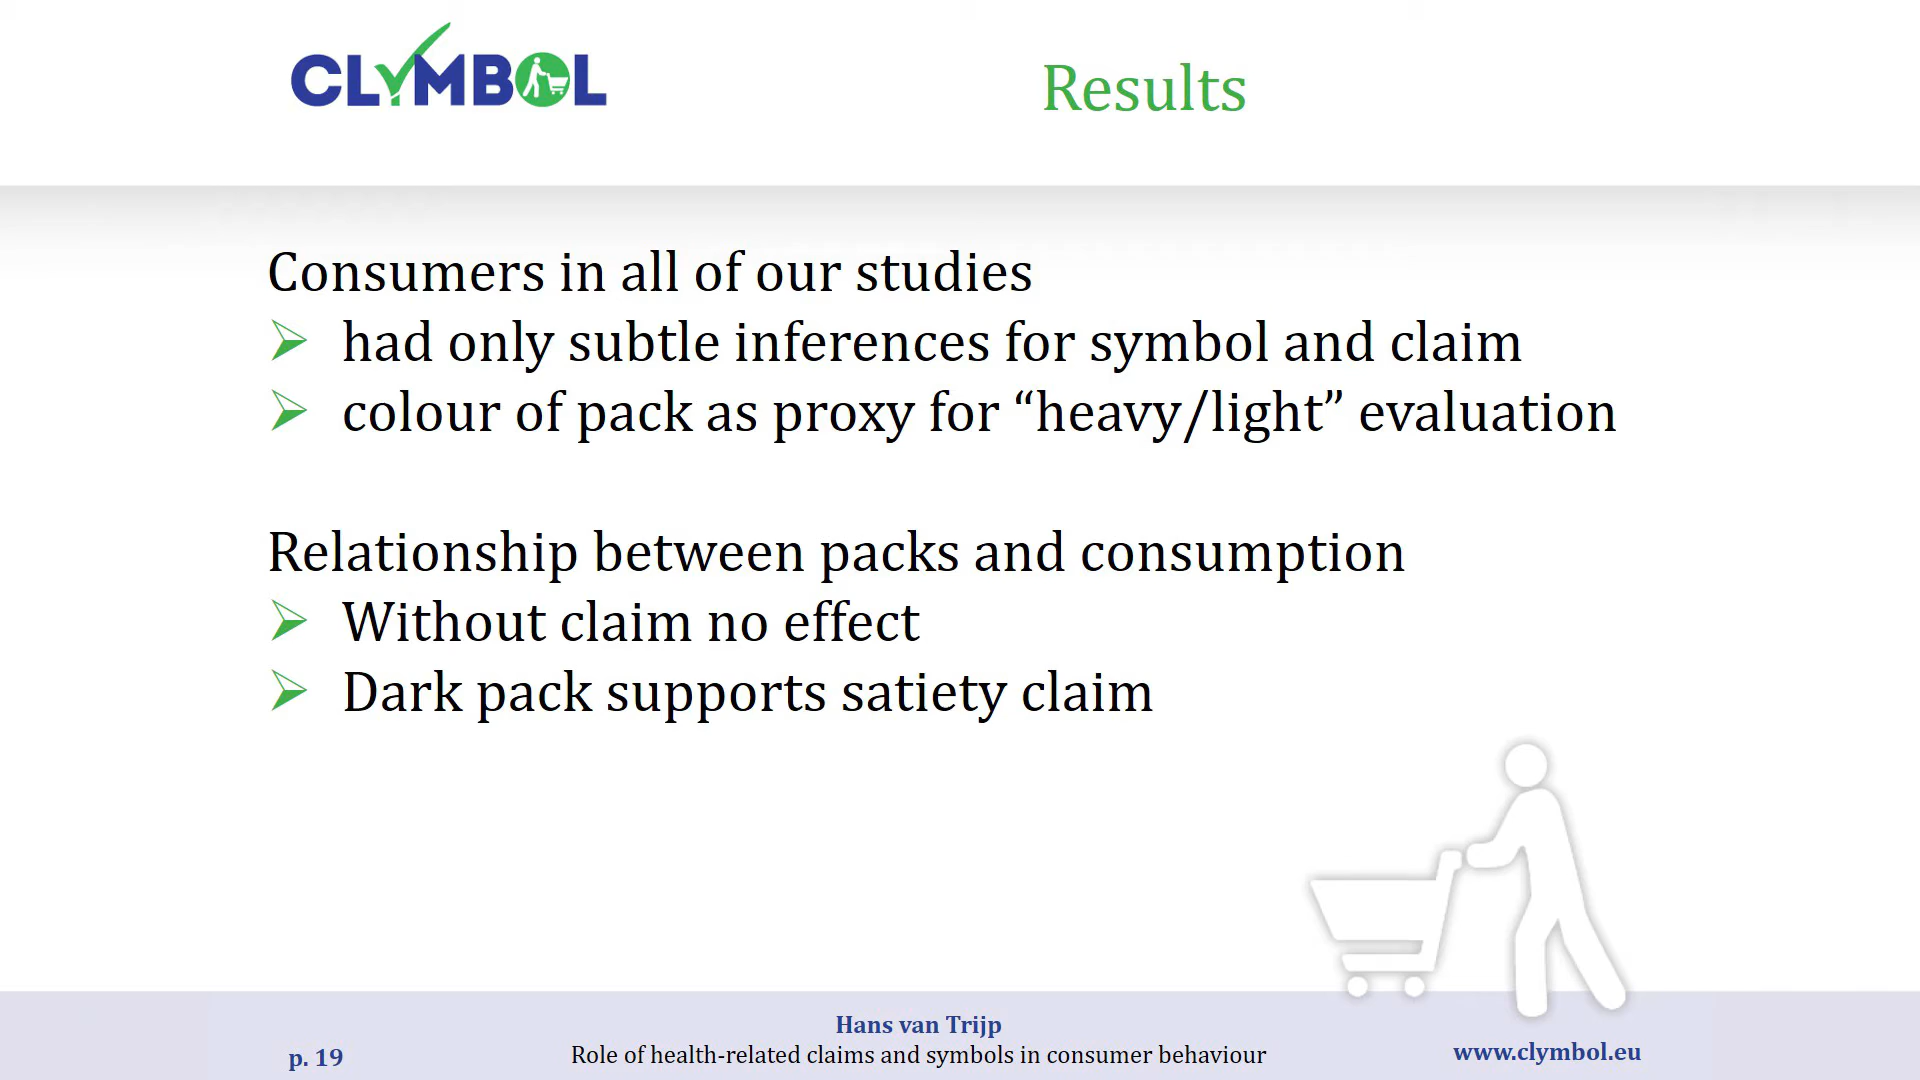 CLYMBOL
Results
Consumers in all of our studies
had only subtle inferences for symbol and claim
colour of pack as proxy for “heavy/light” evaluation
Relationship between packs and consumption
Without claim no effect
Dark pack supports satiety claim
Hans van Trijp
p. 19
Role of health-related claims and symbols in consumer behaviour
www.clymbol.eu